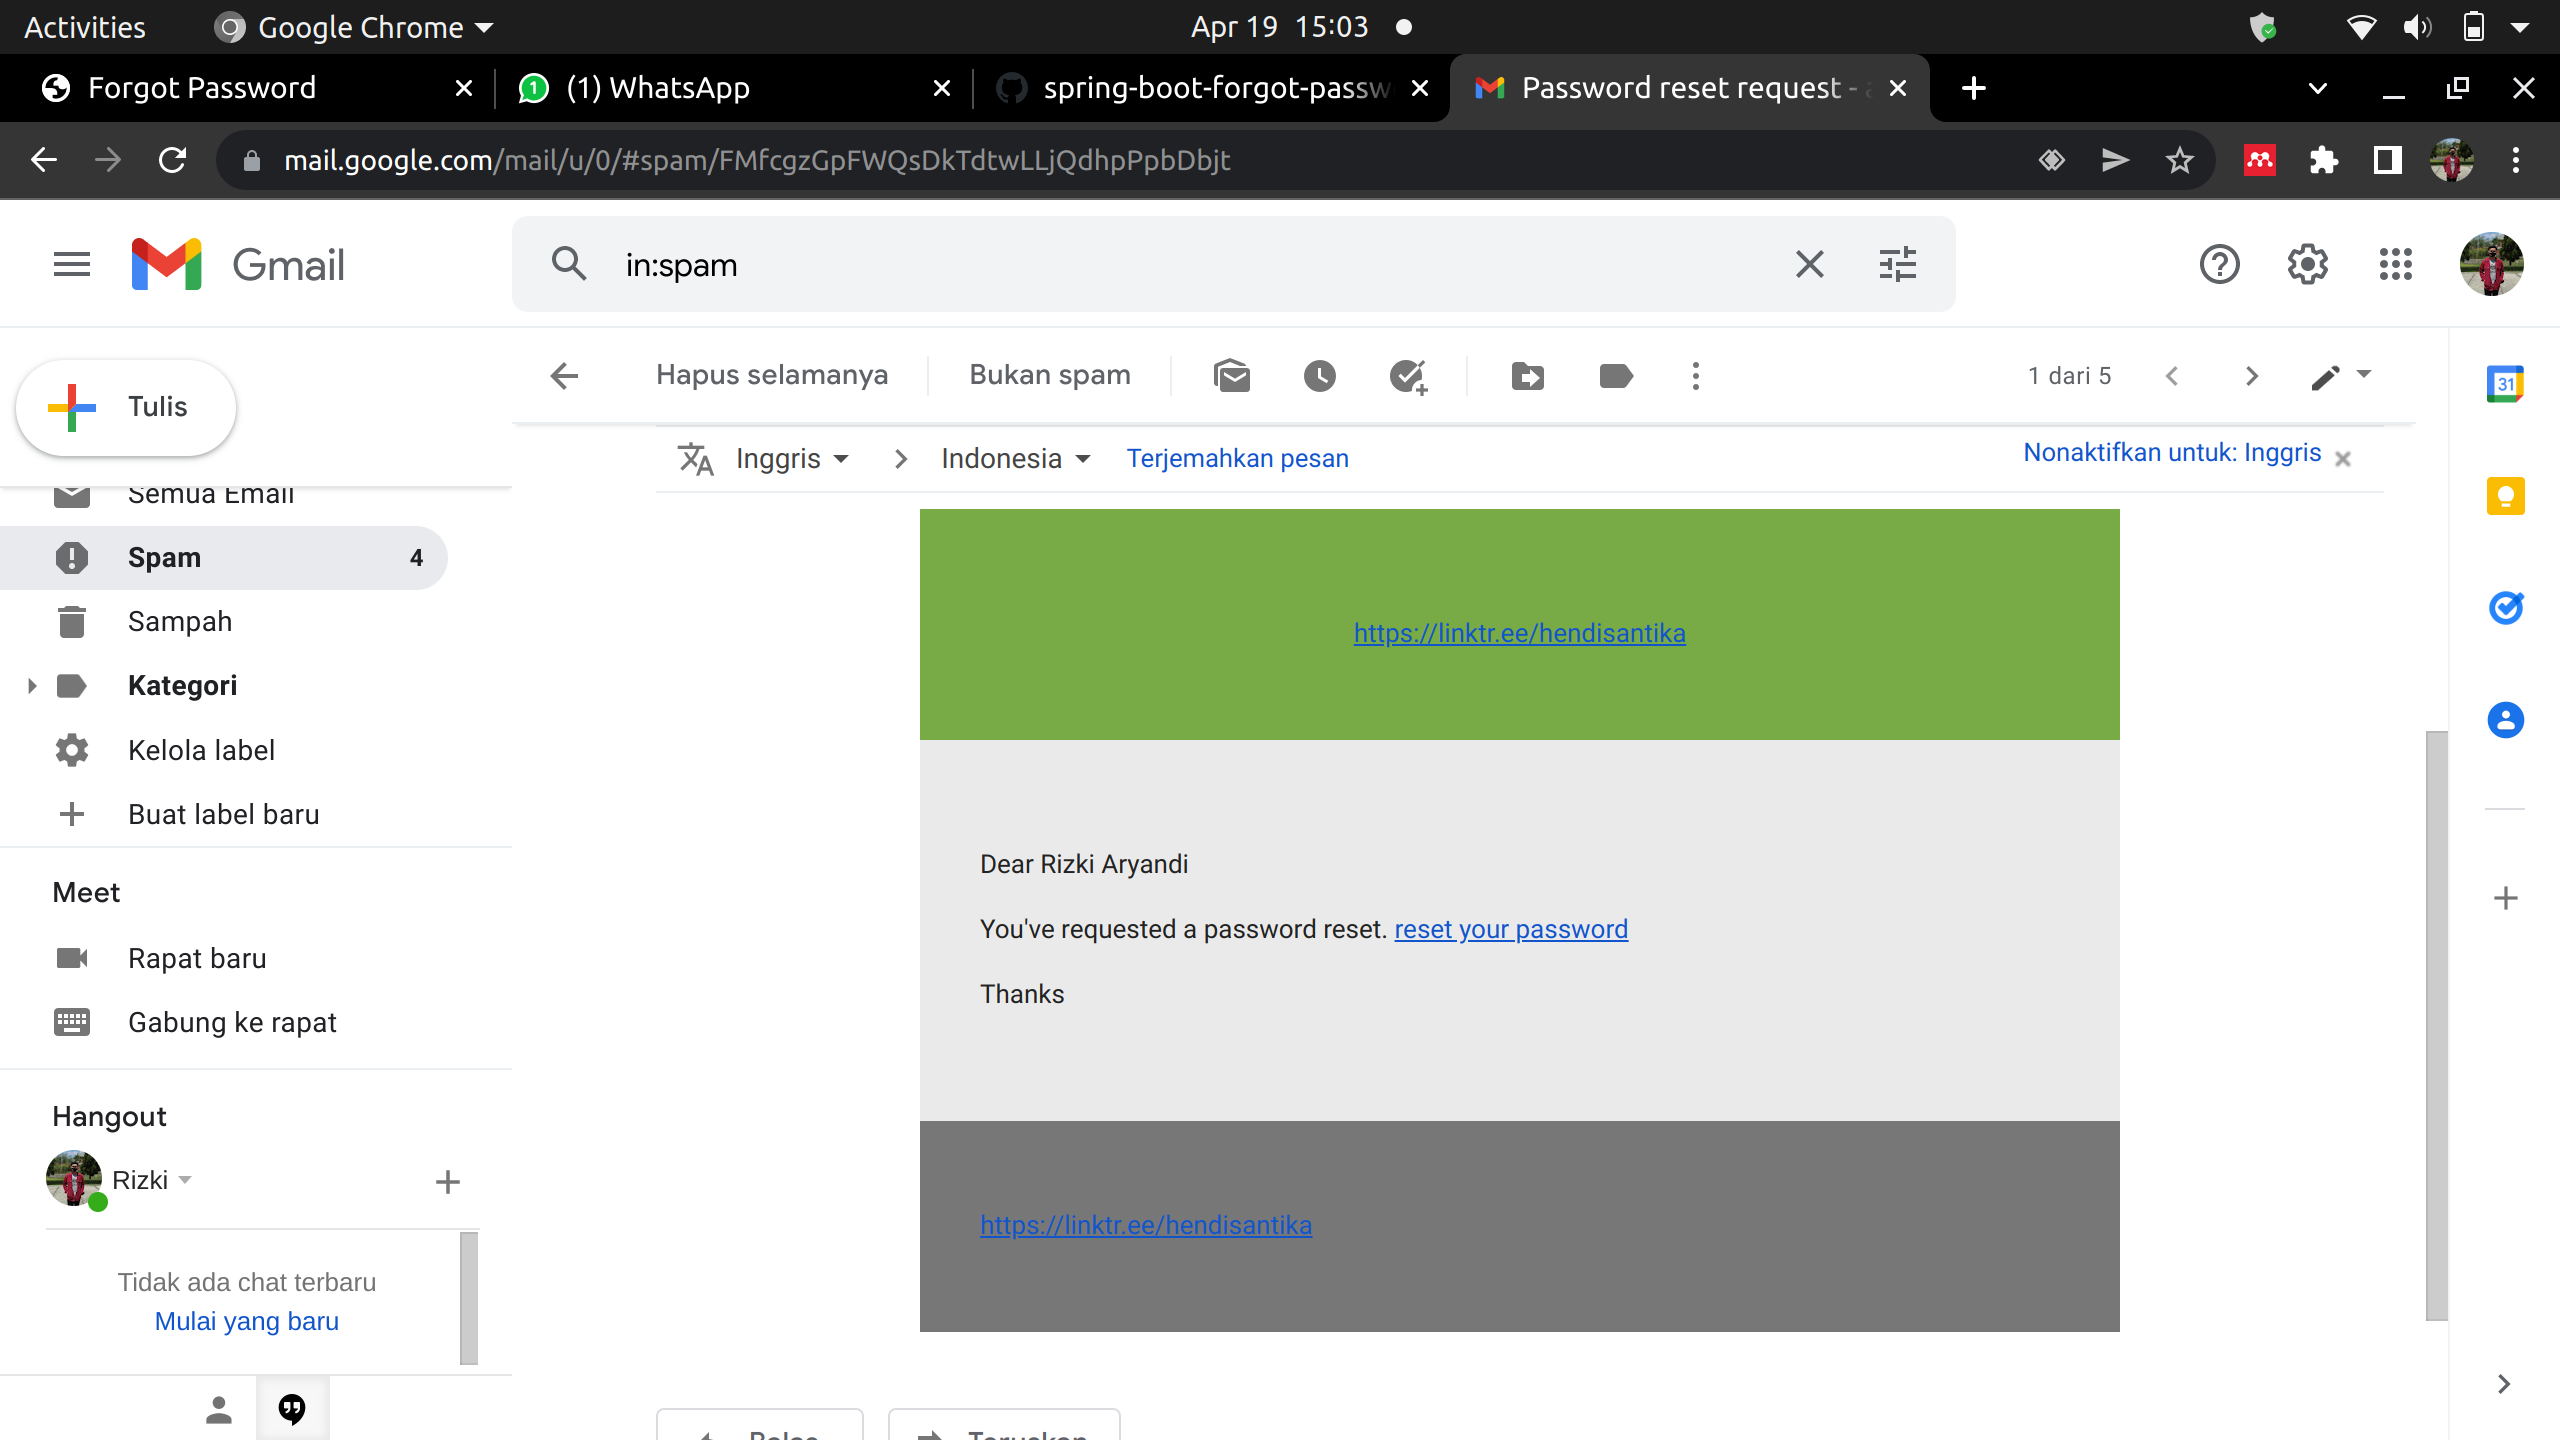 Activities Google Chrome Apr 19 15:03
Forgot Password (1) WhatsApp spring-boot-forgot-passw Password reset request -
mail.google.com/mail/u/0/#spam/FMfcgzGpFWQsDkTdtwLLjQdhpPpbDbjt
Gmail in:spam
Hapus selamanya Bukan spam 1 dari 5
Tulis
Inggris Indonesia Terjemahkan pesan Nonaktifkan untuk: Inggris
Semua Email
Spam 4
Sampah
Kategori
Kelola label
Buat label baru
Meet
Rapat baru
Gabung ke rapat
Hangout
Rizki
Tidak ada chat terbaru
Mulai yang baru
https://linktr.ee/hendisantika
Dear Rizki Aryandi
You've requested a password reset. reset your password
Thanks
https://linktr.ee/hendisantika
Balas Teruskan
31